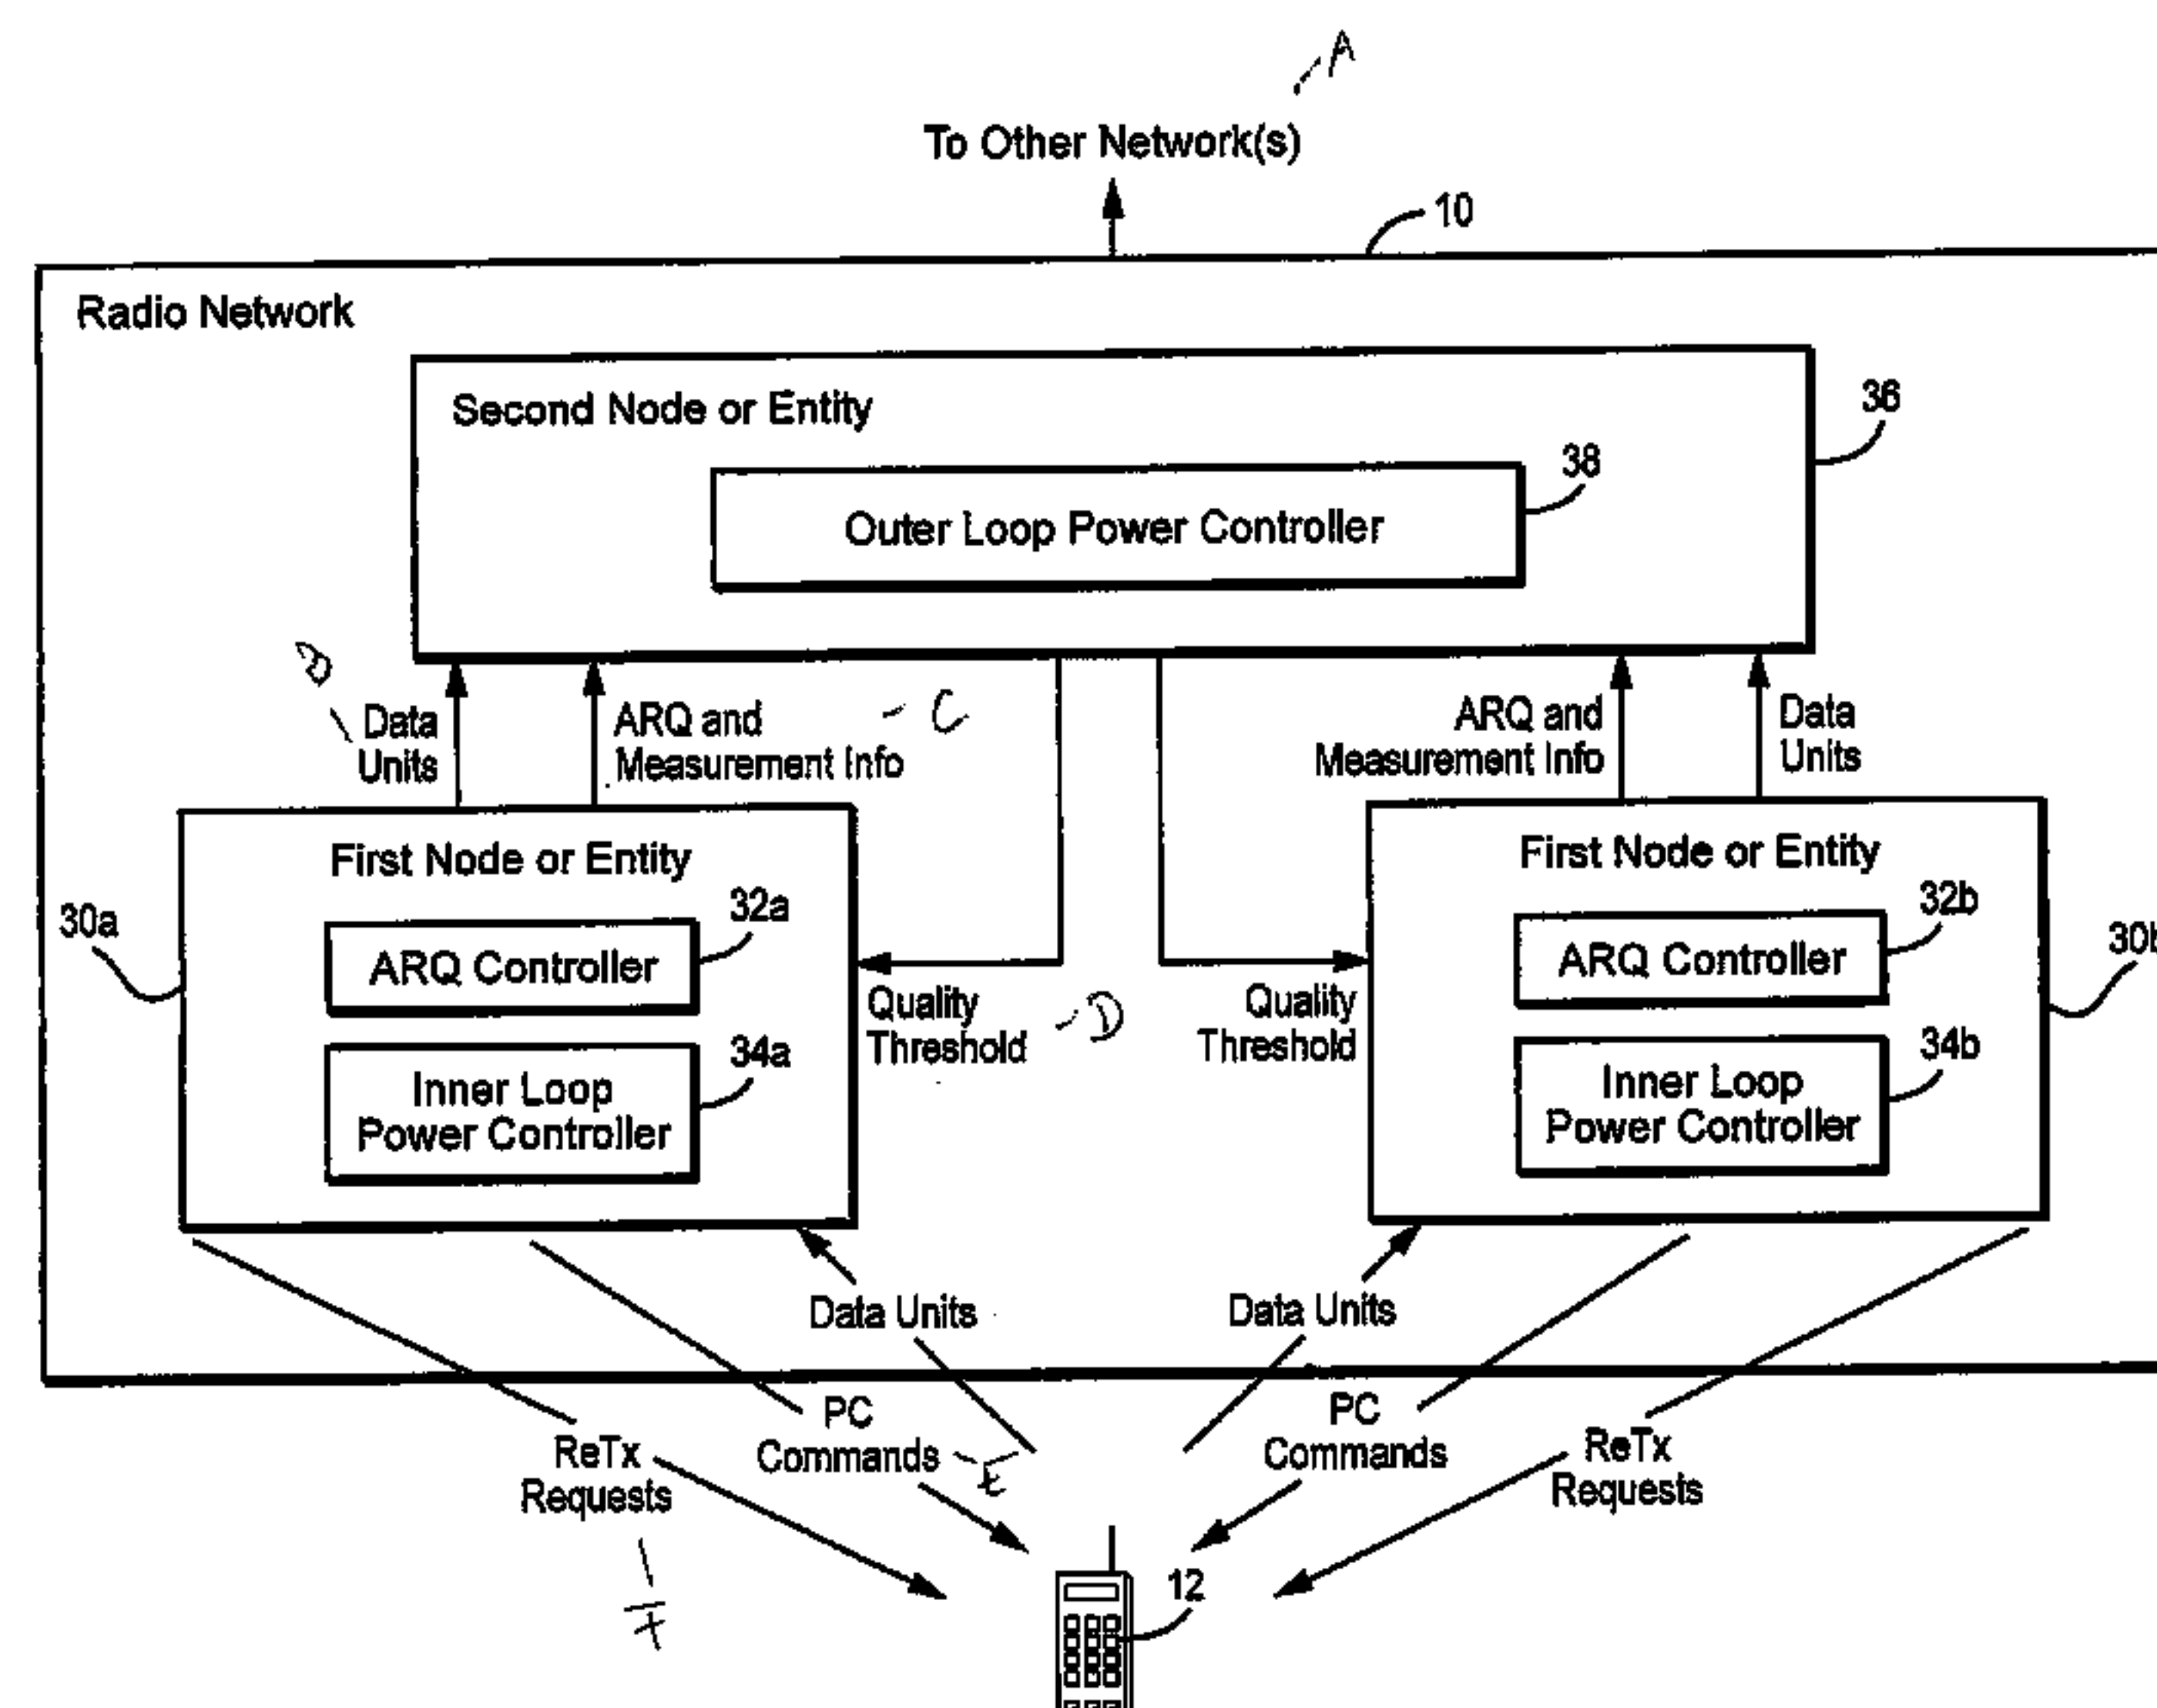 A
To Other Network(s)
10
Radio Network
Second Node or Entity
36
38
Outer Loop Power Controller
B
Data
Units
ARQ and
Measurement Info
C
ARQ and
Measurement Info
Data
Units
First Node or Entity
30a
32a
ARQ Controller
34a
Inner Loop
Power Controller
Quality
Threshold
D
Quality
Threshold
First Node or Entity
32b
30b
ARQ Controller
34b
Inner Loop
Power Controller
Data Units
Data Units
PC
Commands
E
PC
Commands
ReTx
Requests
ReTx
Requests
F
12